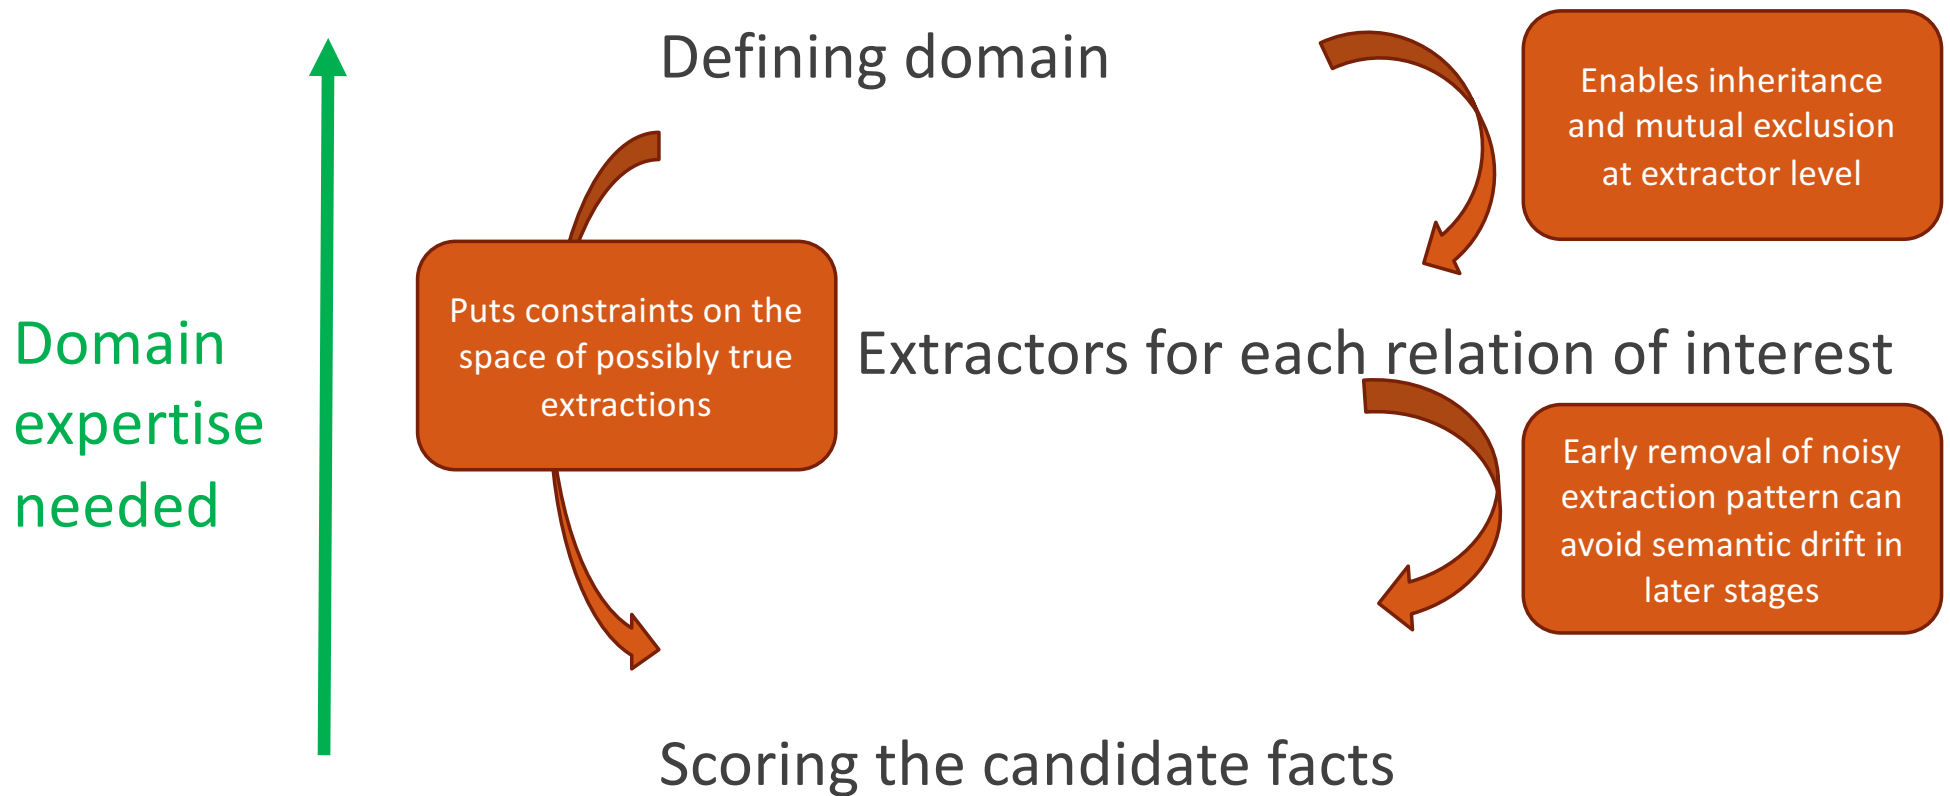 Defining domain
Enables inheritance
and mutual exclusion
at extractor level
Domain
expertise
needed
Puts constraints on the
space of possibly true
extractions
Extractors for each relation of interest
Early removal of noisy
extraction pattern can
avoid semantic drift in
later stages
Scoring the candidate facts